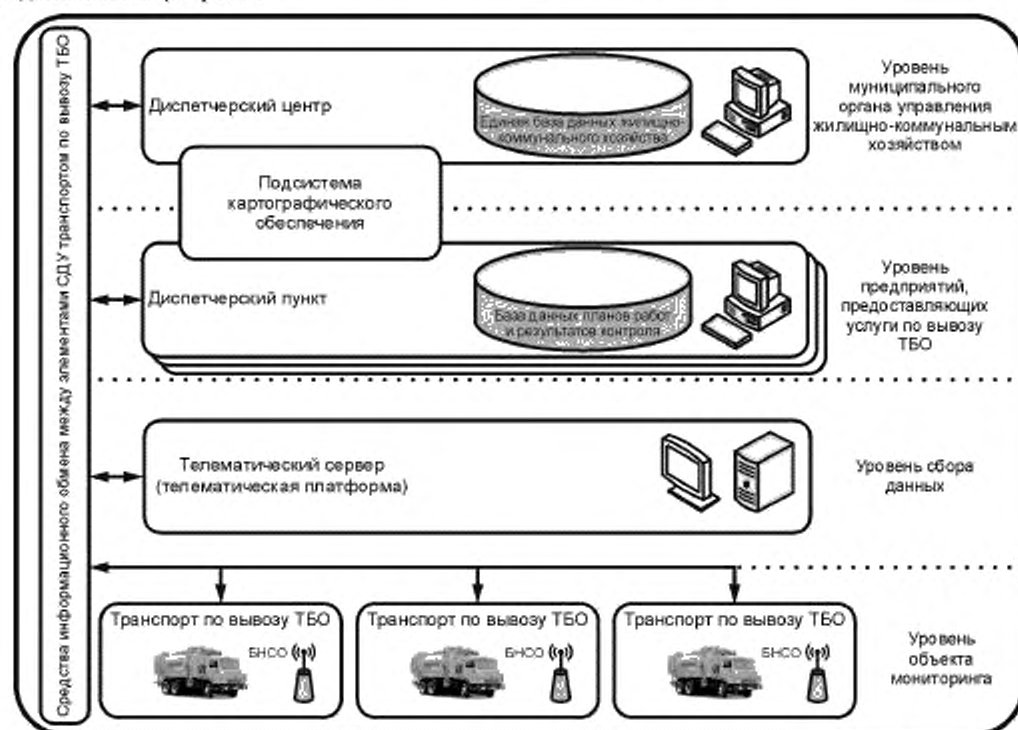 Средства информационного обмена между элементами СДУ транспортом по вывозу ТБО
Диспетчерский центр
Единая база данных жилищно-
коммунального хозяйства
Уровень
муниципального
органа управления
жилищно-коммунальным
хозяйством
Подсистема
картографического
обеспечения
Диспетчерский пункт
База данных планов работ
и результатов контроля
Уровень
предприятий,
предоставляющих
услуги по вывозу
ТБО
Телематический сервер
(телематическая платформа)
Уровень сбора
данных
Транспорт по вывозу ТБО
БНСО
Транспорт по вывозу ТБО
БНСО
Транспорт по вывозу ТБО
БНСО
Уровень
объекта
мониторинга